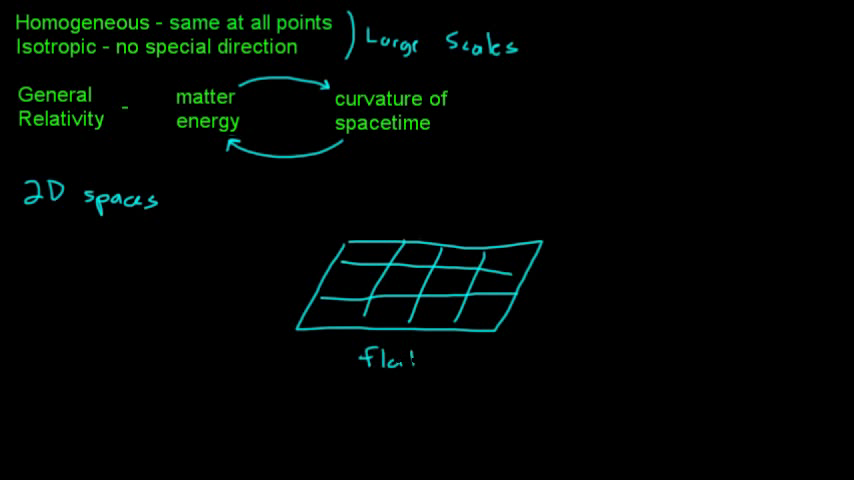 Homogeneous - same at all points
Isotropic - no special direction
Large Scales
General Relativity -
matter energy
curvature of spacetime
2D spaces